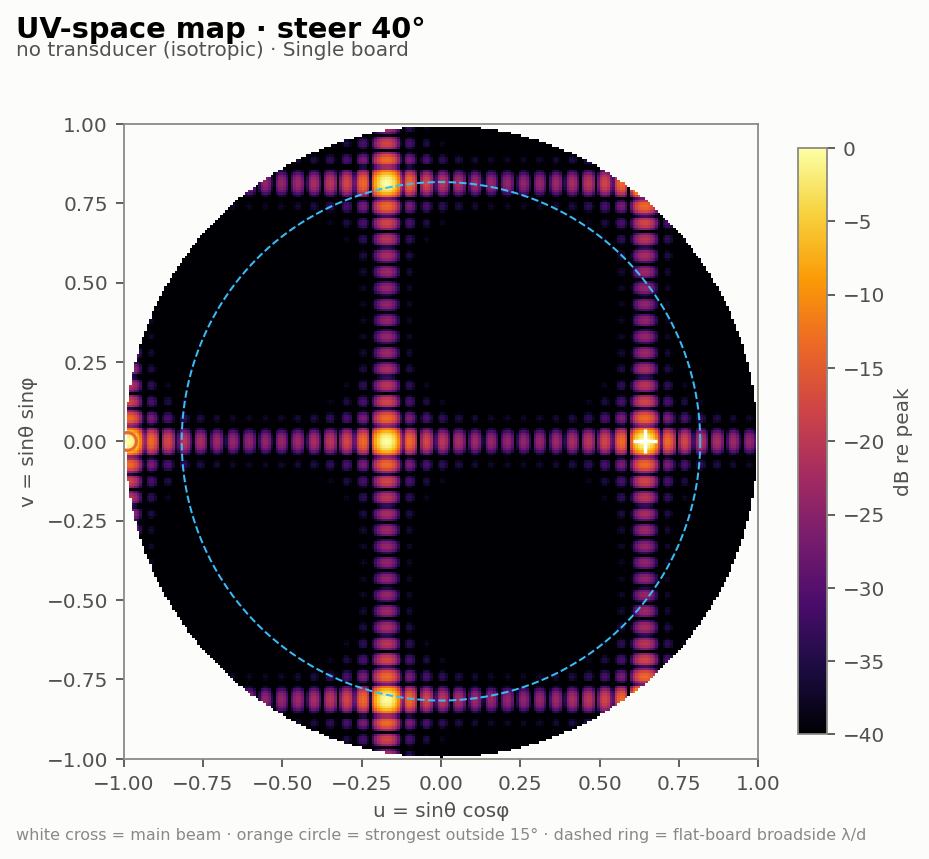 UV-space map · steer 40°
no transducer (isotropic) · Single board
1.00
0.75
0.50
0.25
0.00
−0.25
−0.50
−0.75
−1.00
v = sinθ sinφ
−1.00 −0.75 −0.50 −0.25 0.00 0.25 0.50 0.75 1.00
u = sinθ cosφ
0
−5
−10
−15
−20
−25
−30
−35
−40
dB re peak
white cross = main beam · orange circle = strongest outside 15° · dashed ring = flat-board broadside λ/d